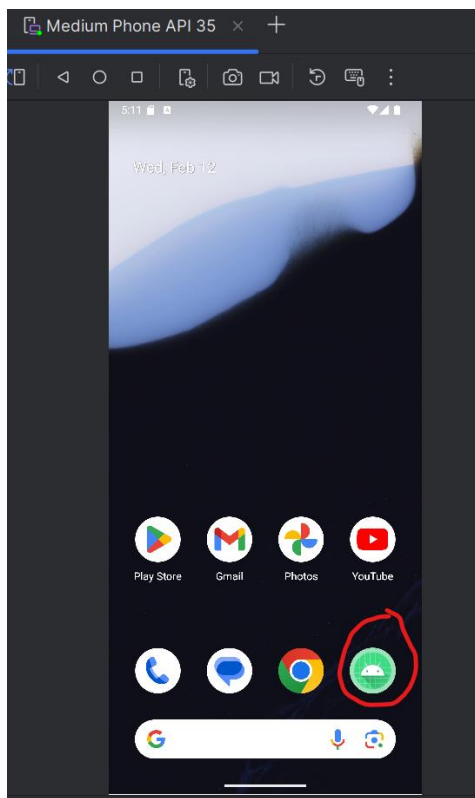 Medium Phone API 35
5:11
Wed, Feb 12
Play Store
Gmail
Photos
YouTube